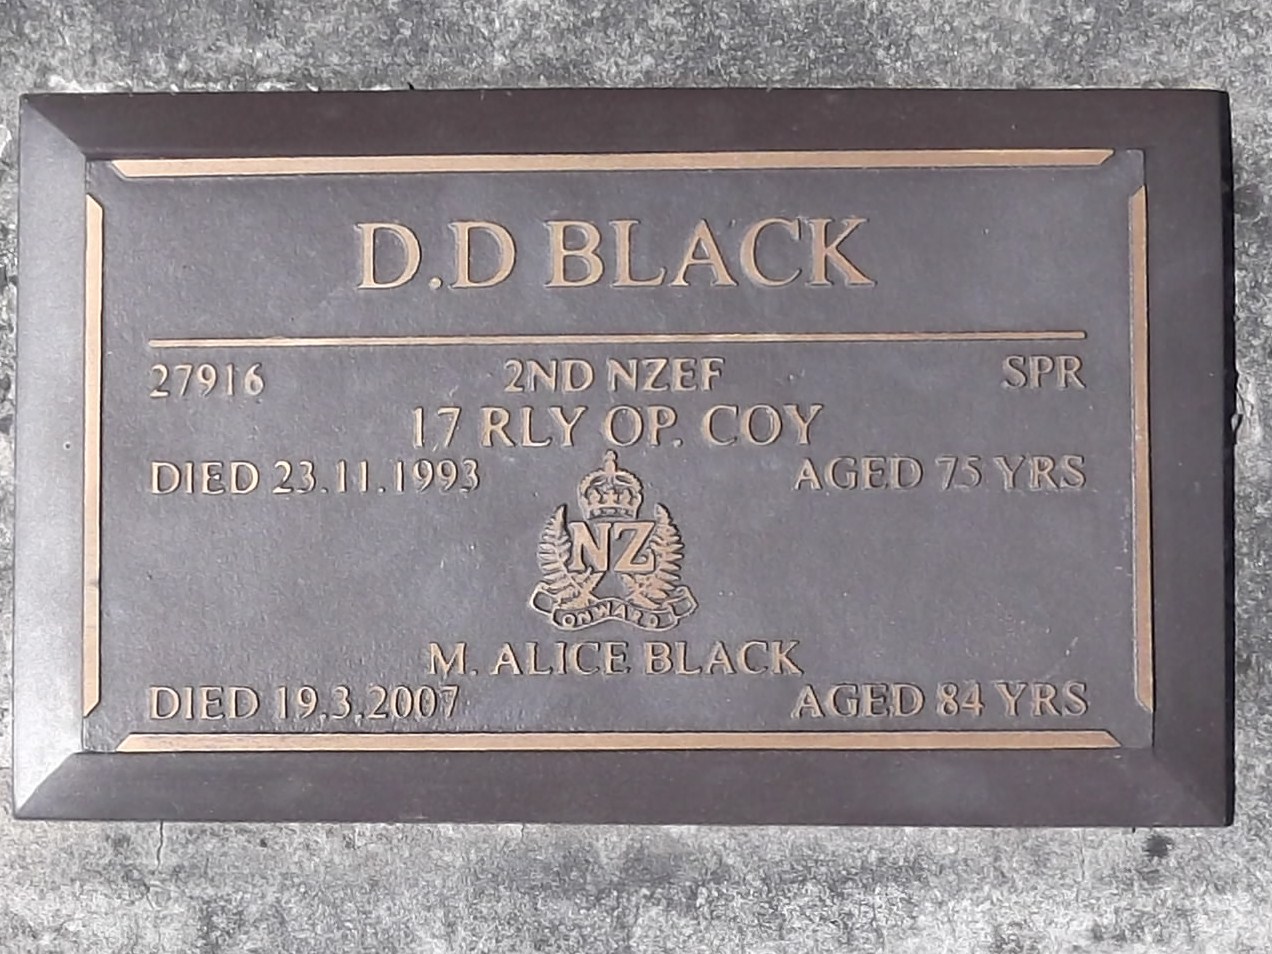 D.D BLACK
27916 2ND NZEF SPR
17 RLY OP. COY
DIED 23.11.1993 AGED 75 YRS
NZ
ONWARD
M. ALICE BLACK
DIED 19.3.2007 AGED 84 YRS